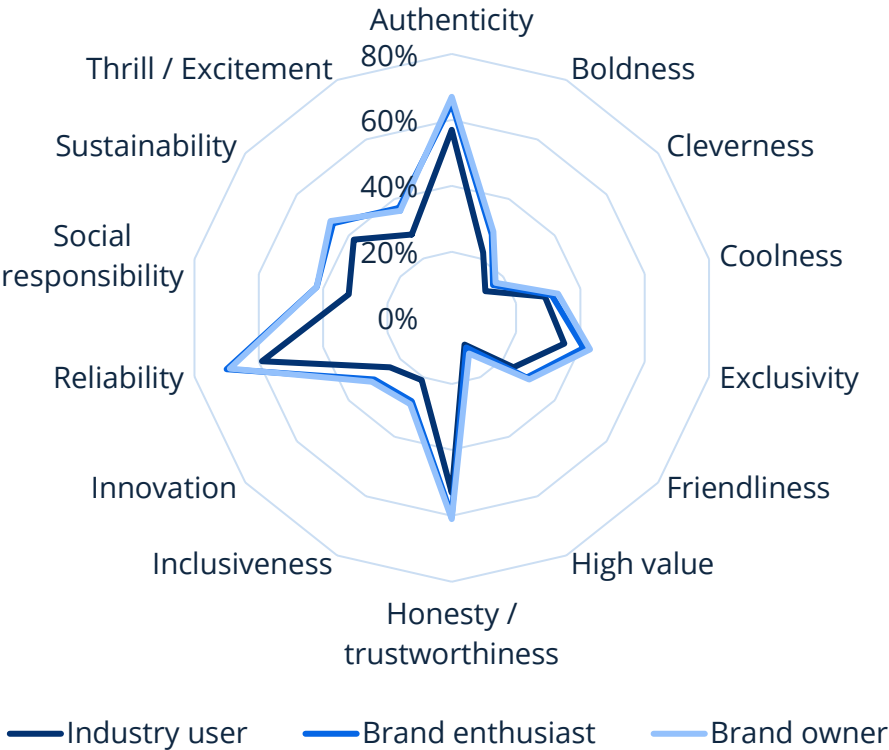 Authenticity
80%
Thrill / Excitement
Boldness
60%
Sustainability
Cleverness
40%
Social
responsibility
20%
Coolness
0%
Reliability
Exclusivity
Innovation
Friendliness
Inclusiveness
High value
Honesty /
trustworthiness
Industry user
Brand enthusiast
Brand owner